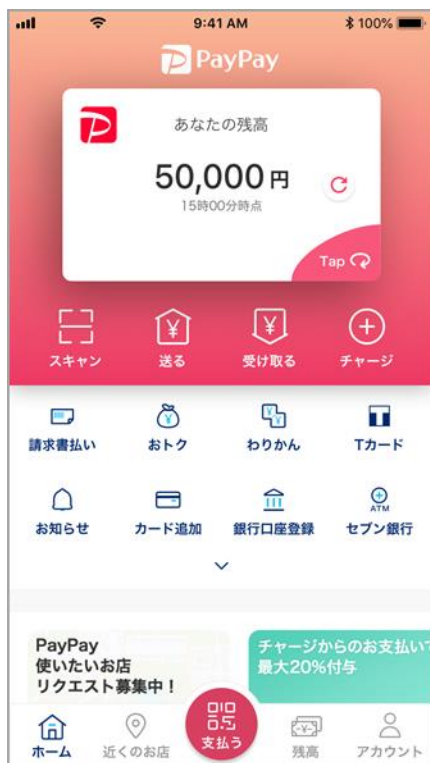 9:41 AM
100%
PayPay
あなたの残高
50,000 円
15時00分時点
Tap
スキャン
送る
受け取る
チャージ
請求書払い
おトク
わりかん
Tカード
お知らせ
カード追加
ATM
銀行口座登録
セブン銀行
PayPay
使いたいお店
リクエスト募集中！
チャージからのお支払いで
最大20%付与
ホーム
近くのお店
支払う
残高
アカウント